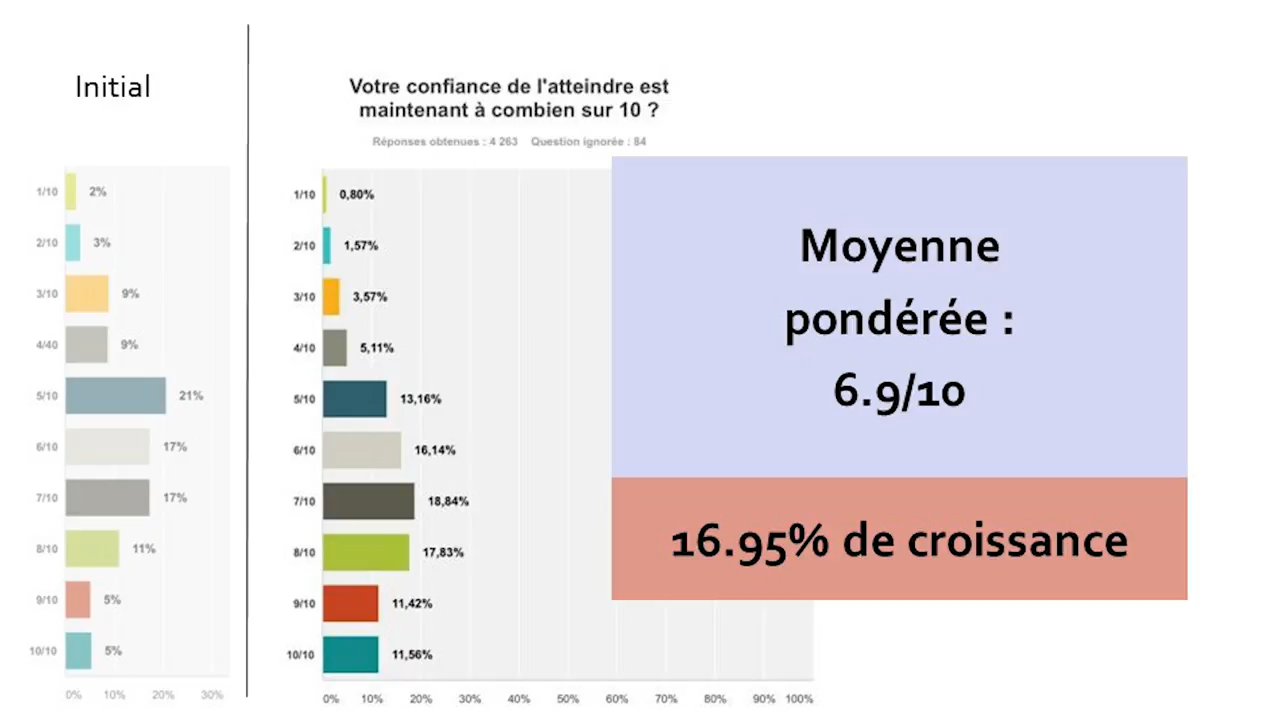 Initial
1/10 2%
2/10 3%
3/10 9%
4/40 9%
5/10 21%
6/10 17%
7/10 17%
8/10 11%
9/10 5%
10/10 5%
0% 10% 20% 30%
Votre confiance de l'atteindre est
maintenant à combien sur 10 ?
Réponses obtenues : 4 263 Question ignorée : 84
1/10 0,80%
2/10 1,57%
3/10 3,57%
4/10 5,11%
5/10 13,16%
6/10 16,14%
7/10 18,84%
8/10 17,83%
9/10 11,42%
10/10 11,56%
0% 10% 20% 30% 40% 50% 60% 70% 80% 90% 100%
Moyenne
pondérée :
6.9/10
16.95% de croissance